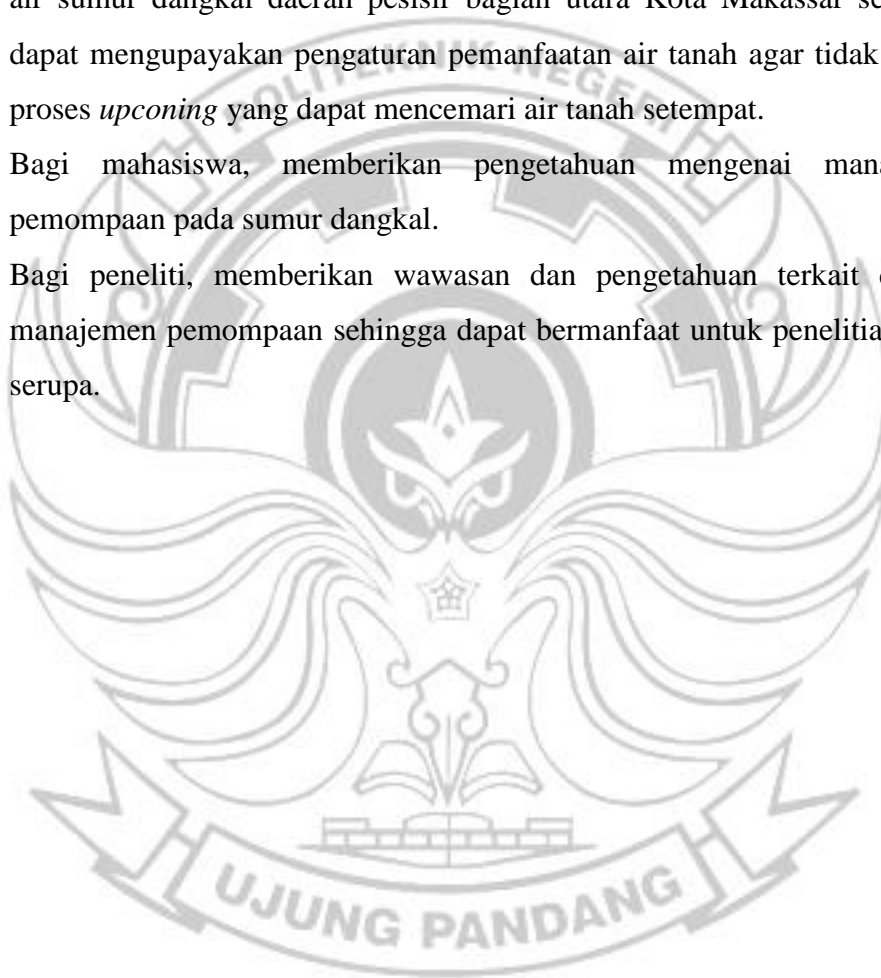 air sumur dangkal daerah pesisir bagian utara Kota Makassar se
dapat mengupayakan pengaturan pemanfaatan air tanah agar tidak
proses upconing yang dapat mencemari air tanah setempat.
Bagi mahasiswa, memberikan pengetahuan mengenai mana
pemompaan pada sumur dangkal.
Bagi peneliti, memberikan wawasan dan pengetahuan terkait
manajemen pemompaan sehingga dapat bermanfaat untuk penelitia
serupa.
POLITEKNIK NEGERI
UJUNG PANDANG